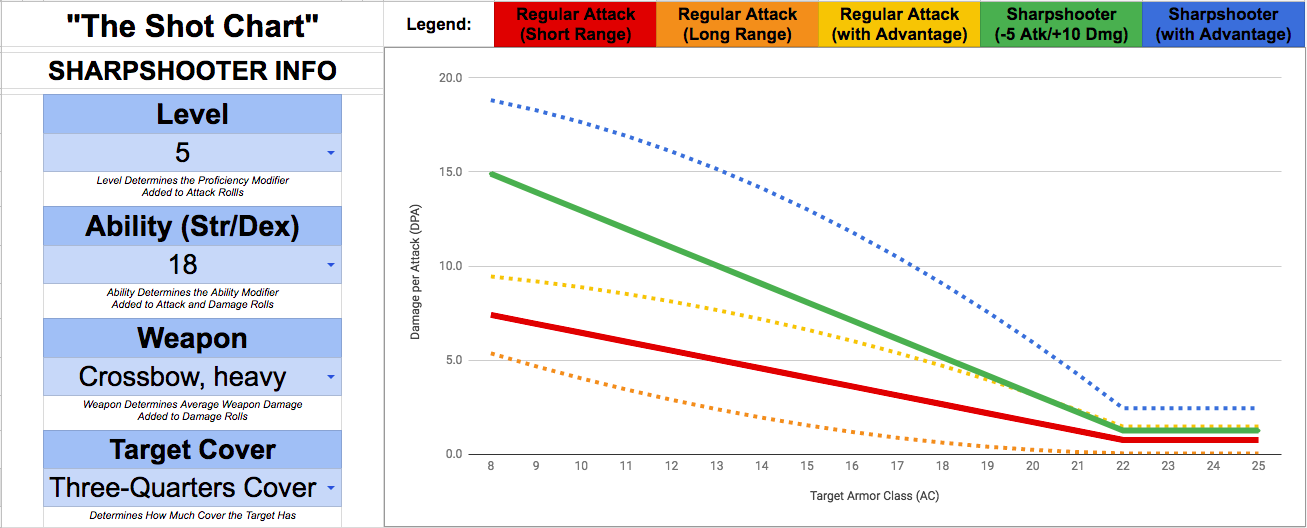 "The Shot Chart"
SHARPSHOOTER INFO
Level
5
Level Determines the Proficiency Modifier
Added to Attack Rollls
Ability (Str/Dex)
18
Ability Determines the Ability Modifier
Added to Attack and Damage Rolls
Weapon
Crossbow, heavy
Weapon Determines Average Weapon Damage
Added to Damage Rolls
Target Cover
Three-Quarters Cover
Determines How Much Cover the Target Has
Legend:
Regular Attack
(Short Range)
Regular Attack
(Long Range)
Regular Attack
(with Advantage)
Sharpshooter
(-5 Atk/+10 Dmg)
Sharpshooter
(with Advantage)
Damage per Attack (DPA)
20.0
15.0
10.0
5.0
0.0
8 9 10 11 12 13 14 15 16 17 18 19 20 21 22 23 24 25
Target Armor Class (AC)